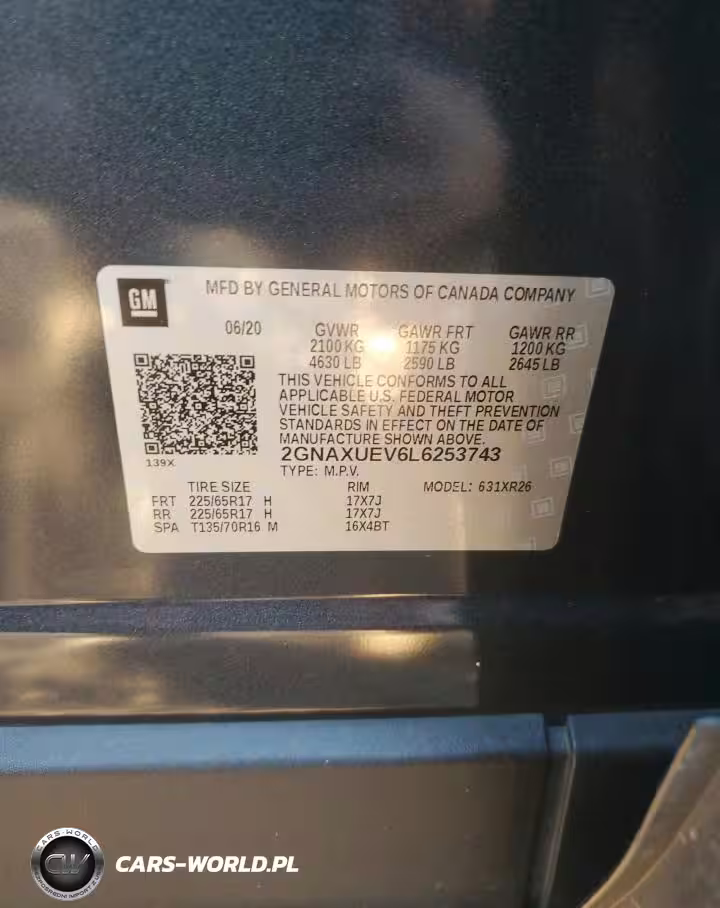 GM
MFD BY GENERAL MOTORS OF CANADA COMPANY
06/20 GVWR GAWR FRT GAWR RR
2100 KG 1175 KG 1200 KG
4630 LB 2590 LB 2645 LB
THIS VEHICLE CONFORMS TO ALL
APPLICABLE U.S. FEDERAL MOTOR
VEHICLE SAFETY AND THEFT PREVENTION
STANDARDS IN EFFECT ON THE DATE OF
MANUFACTURE SHOWN ABOVE.
2GNAXUEV6L6253743
139X
TYPE: M.P.V.
TIRE SIZE RIM MODEL: 631XR26
FRT 225/65R17 H 17X7J
RR 225/65R17 H 17X7J
SPA T135/70R16 M 16X4BT
CARS-WORLD.PL
CARS-WORLD
CW